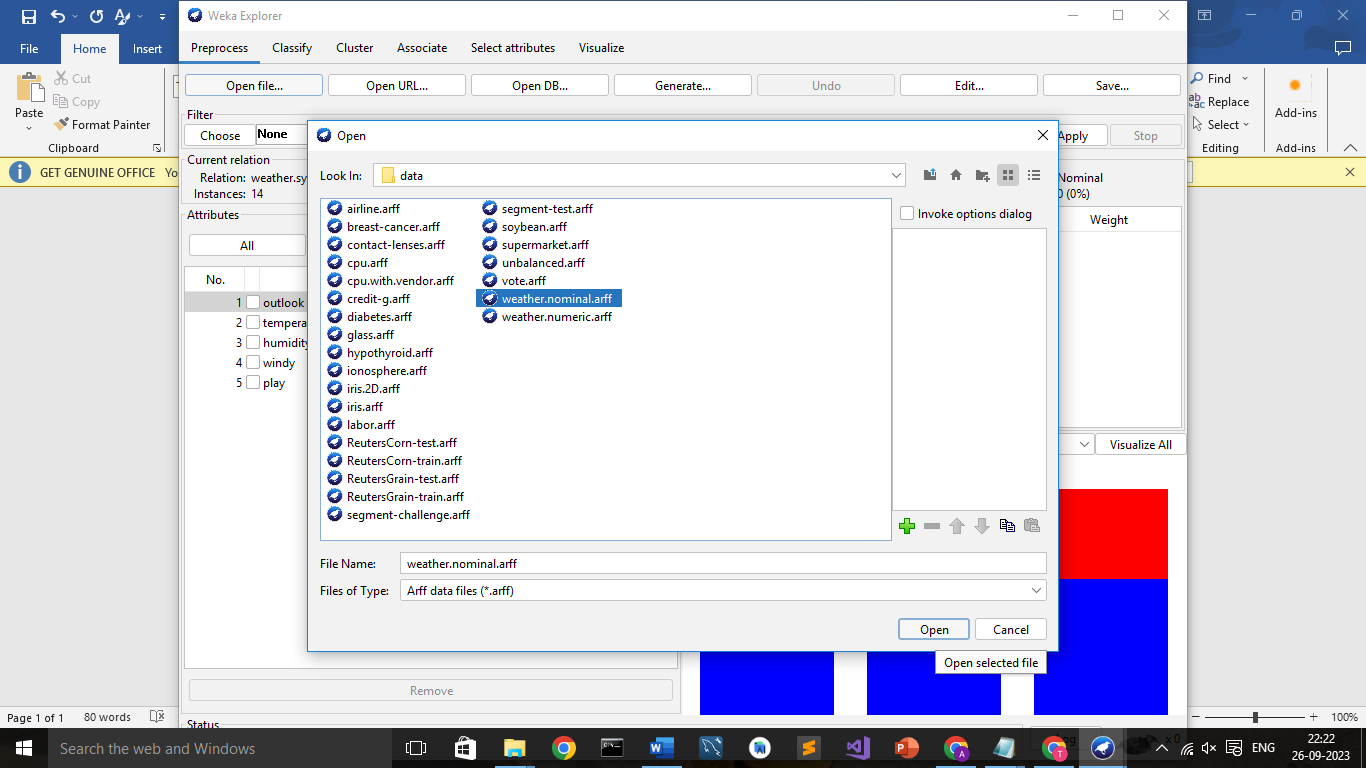 Weka Explorer
File
Home
Insert
Preprocess
Classify
Cluster
Associate
Select attributes
Visualize
Paste
Cut
Copy
Format Painter
Clipboard
Find
Replace
Select
Editing
Add-ins
Add-ins
Open file...
Open URL...
Open DB...
Generate...
Undo
Edit...
Save...
Filter
Choose
None
Apply
Stop
GET GENUINE OFFICE
Current relation
Relation: weather.sy
Instances: 14
Nominal
0 (0%)
Attributes
Weight
All
No.
1 outlook
2 tempera
3 humidity
4 windy
5 play
Visualize All
Remove
Status
Open
Look In:
data
airline.arff
breast-cancer.arff
contact-lenses.arff
cpu.arff
cpu.with.vendor.arff
credit-g.arff
diabetes.arff
glass.arff
hypothyroid.arff
ionosphere.arff
iris.2D.arff
iris.arff
labor.arff
ReutersCorn-test.arff
ReutersCorn-train.arff
ReutersGrain-test.arff
ReutersGrain-train.arff
segment-challenge.arff
segment-test.arff
soybean.arff
supermarket.arff
unbalanced.arff
vote.arff
weather.nominal.arff
weather.numeric.arff
Invoke options dialog
File Name:
weather.nominal.arff
Files of Type:
Arff data files (*.arff)
Open
Cancel
Open selected file
Page 1 of 1
80 words
100%
Search the web and Windows
x 0
ENG
22:22
26-09-2023